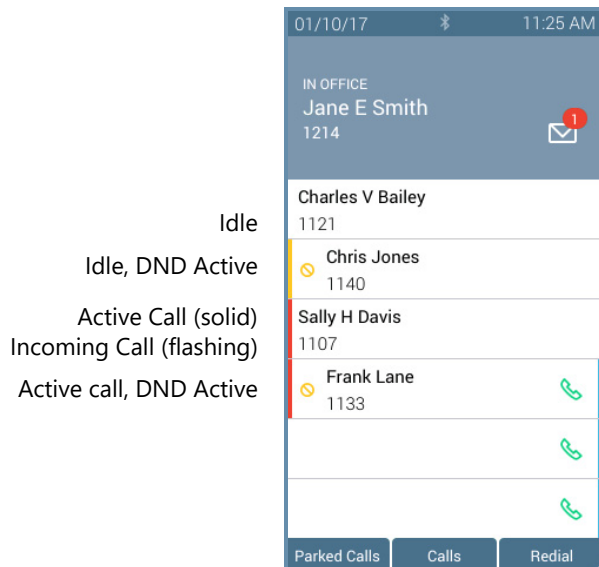 01/10/17 11:25 AM
IN OFFICE
Jane E Smith
1214
1
Charles V Bailey
Idle
1121
Idle, DND Active
Chris Jones
1140
Active Call (solid)
Incoming Call (flashing)
Sally H Davis
1107
Active call, DND Active
Frank Lane
1133
Parked Calls Calls Redial